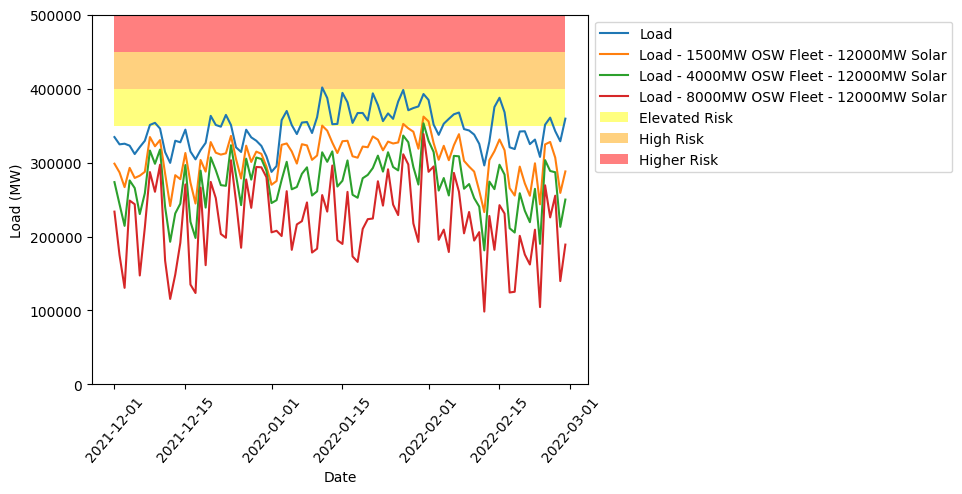 500000
400000
300000
200000
100000
0
Load (MW)
2021-12-01
2021-12-15
2022-01-01
2022-01-15
2022-02-01
2022-02-15
2022-03-01
Date
Load
Load - 1500MW OSW Fleet - 12000MW Solar
Load - 4000MW OSW Fleet - 12000MW Solar
Load - 8000MW OSW Fleet - 12000MW Solar
Elevated Risk
High Risk
Higher Risk